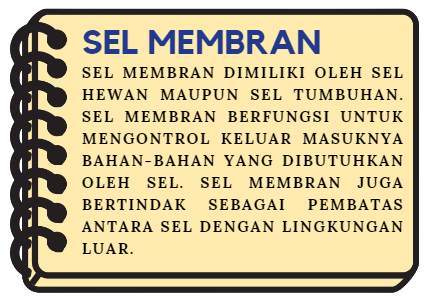 SEL MEMBRAN
SEL MEMBRAN DIMILIKI OLEH SEL
HEWAN MAUPUN SEL TUMBUHAN.
SEL MEMBRAN BERFUNGSI UNTUK
MENGONTROL KELUAR MASUKNYA
BAHAN-BAHAN YANG DIBUTUHKAN
OLEH SEL. SEL MEMBRAN JUGA
BERTINDAK SEBAGAI PEMBATAS
ANTARA SEL DENGAN LINGKUNGAN
LUAR.